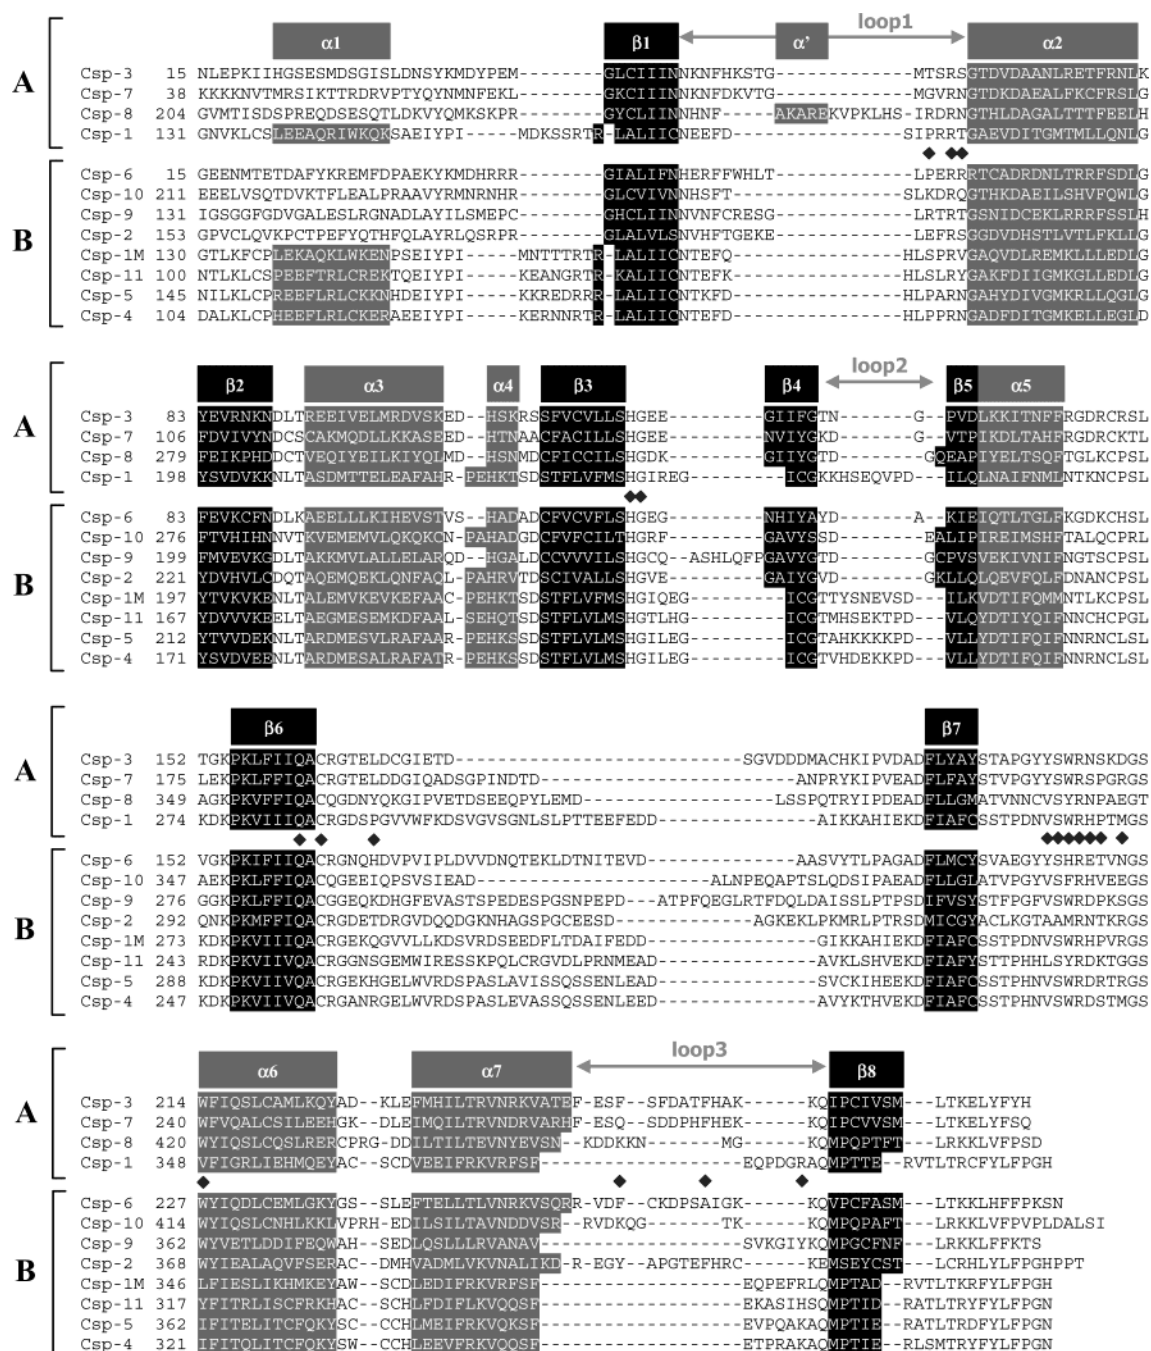 α1 β1 α' loop1 α2
A
Csp-3 15 NLEPKIIHGSESMDSGISLDNSYKMDYPEM--------GLCIIINNKNFHKSTG------------MTSRSGTDVDAANLRETFRNLK
Csp-7 38 KKKKNVTMRSIKTTRDRVPTYQYNMNFEKL--------GKCIIINNKNFDKVTG------------MGVRNGTDKDAEALFKCFRSLG
Csp-8 204 GVMTISDSPREQDSESQTLDKVYQMKSKPR--------GYCLIIDNHNF------AKAREKVPKLHS-IRDRNGTHLDAGALTTTFEELH
Csp-1 131 GNVKLCSLEEAQRIWKQKSAEIYPI-----MDKSSRTR-LALIICNEEFD---------------SIPRRTGAEVDITGMTMLLQNLG
B
Csp-6 15 GEENMTETDAFYKREMFDPAEKYKMDHRRR--------GIALIFNHERFFWHLT------------LPERRRTCADRDNLTRRFSDLG
Csp-10 211 EEELVSQTDVKTFLEALPRAAVYRMNRNHR--------GLCVIVNNHSFT---------------SLKDRQGTHKDAEILSHVFQWLG
Csp-9 131 IGSGGFGDVGALESLRGNADLAYILSMEPC--------GHCLIINNVNFCRESG------------LRTRTGSNIDCEKLRRRFSSLH
Csp-2 153 GPVCLQVKPCTPEFYQTHFQLAYRLQSRPR--------GLALVLSNVHFTGEKE------------LEFRSGGDVDHSTLVTLFKLLG
Csp-1M 130 GTLKFCPLEKAQKLWKENPSEIYPI-----MNTTTRTR-LALIICNTEFQ---------------HLSPRVGAQVDLREMKLLLEDLG
Csp-11 100 NTLKLCSPEEFTRLCREKTQEIYPI-----KEANGRTR-KALIICNTEFK---------------HLSLRYGAKFDIIGMKGLLEDLG
Csp-5 145 NILKLCPREEFLRLCKKNHDEIYPI-----KKREDRRR-LALIICNTKFD---------------HLPARNGAHYDIVGMKRLLQGLG
Csp-4 104 DALKLCPHEEFLRLCKERAEEIYPI-----KERNNRTR-LALIICNTEFD---------------HLPPRNGADFDITGMKELLEGLD
β2 α3 α4 β3 β4 loop2 β5 α5
A
Csp-3 83 YEVRNKNDLTREEIVELMRDVSKED--HSKRSSFVCVLLSHGEE---------GIIFGTN-------G--PVDLKKITNFFRGDRCRSL
Csp-7 106 FDVIVYNDCSCAKMQDLLKKASEED--HTNAACFACILLSHGEE---------NVIYGKD-------G--VTPIKDLTAHFRGDRCKTL
Csp-8 279 FEIKPHDDCTVEQIYEILKIYQLMD--HSNMDCFICCILSHGDK---------GIIYGTD-------GQEAPIYELTSQFTGLKCPSL
Csp-1 198 YSVDVKKNLTASDMTTELEAFAHR-PEHKTSDSTFLVFMSHGIREG---------ICGKKHSEQVPD---ILQLNAIFNMLNTKNCPSL
B
Csp-6 83 FEVKCFNDLKAEELLLKIHEVSTVS--HADADCFVCVFLSHGEG---------NHIYAYD-------A--KIEIQTLTGLFKGDKCHSL
Csp-10 276 FTVHIHNNVTKVEMEMVLQKQKCN-PAHADGDCFVFCILTHGRF---------GAVYSSD-------EALIPIREIMSHFTALQCPRL
Csp-9 199 FMVEVKGDLTAKKMVLALLELARQD--HGALDCCVVVILSHGCQ-ASHLQFPGAVYGTD-------GCPVSVEKIVNIFNGTSCPSL
Csp-2 221 YDVHVLCDQTAQEMQEKLQNFAQL-PAHRVTDSCIVALLSHGVE---------GAIYGVD-------GKLLQLQEVFQLFDNANCPSL
Csp-1M 197 YTVKVKENLTALEMVKEVKEFAAC-PEHKTSDSTFLVFMSHGIQEG---------ICGTTYSNEVSD---ILKVDTIFQMMNTLKCPSL
Csp-11 167 YDVVVKEELTAEGMESEMKDFAAL-SEHQTSDSTFLVLMSHGTLHG---------ICGTMHSEKTPD---VLQYDTIYQIFNNCHCPGL
Csp-5 212 YTVVDEKNLTARDMESVLRAFAAR-PEHKSSDSTFLVLMSHGILEG---------ICGTAHKKKKPD---VLLYDTIFQIFNNRNCLSL
Csp-4 171 YSVDVEENLTARDMESALRAFATR-PEHKSSDSTFLVLMSHGILEG---------ICGTVHDEKKPD---VLLYDTIFQIFNNRNCLSL
β6 β7
A
Csp-3 152 TGKPKLFIIQACRGTELDCGIETD---------------------------SGVDDDMACHKIPVDADFLYAYSTAPGYYSWRNSKDGS
Csp-7 175 LEKPKLFFIQACRGTELDDGIQADSGPINDTD------------------------ANPRYKIPVEADFLFAYSTVPGYYSWRSPGRGS
Csp-8 349 AGKPKVFFIQACQGDNYQKGIPVETDSEEQPYLEMD------------------LSSPQTRYIPDEADFLLGMATVNNCVSYRNPAEGT
Csp-1 274 KDKPKVIIIQACRGDSPGVVWFKDSVGVSGNLSLPTTEEFEDD---------------AIKKAHIEKDFIAFCSSTPDNVSWRHPTMGS
B
Csp-6 152 VGKPKIFIIQACRGNQHDVPVIPLDVVDNQTEKLDTNITEVD-------------AASVYTLPAGADFLMCYSVAEGYYSHRETVNGS
Csp-10 347 AEKPKLFFIQACQGEEIQPSVSIEAD----------------------ALNPEQAPTSLQDSIPAEADFLLGLATVPGYVSFRHVEEGS
Csp-9 276 GGKPKLFFIQACGGEQKDHGFEVASTSPEDESPGSNPEPD-----ATPFQEGLRTFDQLDAISSLPTPSDIFVSYSTFPGFVSWRDPKSGS
Csp-2 292 QNKPKMFFIQACRGDETDRGVDQQDGKNHAGSPGCEESD-------------AGKEKLPKMRLPTRSDMICGYACLKGTAAMRNTKRGS
Csp-1M 273 KDKPKVIIIQACRGEKQGVVLLKDSVRDSEEDFLTDAIFEDD---------------GIKKAHIEKDFIAFCSSTPDNVSWRHPVRGS
Csp-11 243 RDKPKVIIVQACRGGNSGEMWIRESSKPQLCRGVDLPRNMEAD---------------AVKLSHVEKDFIAFYSTTPHHLSYRDKTGGS
Csp-5 288 KDKPKVIIVQACRGEKHGELWVRDSPASLAVISSQSSENLEAD---------------SVCKIHEEKDFIAFCSSTPHNVSWRDRTRGS
Csp-4 247 KDKPKVIIVQACRGANRGELWVRDSPASLEVASSQSSENLEED---------------AVYKTHVEKDFIAFCSSTPHNVSWRDSTMGS
α6 α7 loop3 β8
A
Csp-3 214 WFIQSLCAMLKQYAD--KLEFMHILTRVNRKVATEF-ESF--SFDATFHAK-----KQIPCIVSM--LTKELYFYH
Csp-7 240 WFVQALCSILEEHGK--DLEIMQILTRVNDRVARHF-ESQ--SDDPHFHEK-----KQIPCVVSM--LTKELYFSQ
Csp-8 420 WYIQSLCQSLRERCPRG-DDILTILTEVNYEVSN--KDDKKN-----MG------KQMPQPTFT--LRKKLVFPSD
Csp-1 348 VFIGRLIEHMQEYAC--SCDVEEIFRKVRFSF-------------------EQPDGRAQMPTTE--RVTLTRCFYLFPGH
B
Csp-6 227 WYIQDLCEMLGKYGS--SLEFTELLTLVNRKVSQRR-VDF--CKDPSAIGK----KQVPCFASM---LTKKLHFFPKSN
Csp-10 414 WYIQSLCNHLKKLVPRH-EDILSILTAVNDDVSR--RVDKQG-------TK----KQMPQPAFT---LRKKLVFPVPLDALSI
Csp-9 362 WYVETLDDIFEQWAH--SEDLQSLLLRVANAV-------------------SVKGIYKQMPGCFNF--LRKKLFFKTS
Csp-2 368 WYIEALAQVFSERAC--DMHVADMLVKVNALIKD-R-EGY--APGTEFHRC----KEMSEYCST---LCRHLYLFPGHPPT
Csp-1M 346 LFIESLIKHMKEYAW--SCDLEDIFRKVRFSF-------------------EQPEFRLQMPTAD--RVTLTKRFYLFPGH
Csp-11 317 YFITRLISCFRKHAC--SCHLFDIFLKVQQSF-------------------EKASIHSQMPTID--RATLTRYFYLFPGN
Csp-5 362 IFITELITCFQKYSC--CCHLMEIFRKVQKSF-------------------EVPQAKAQMPTIE--RATLTRDFYLFPGN
Csp-4 321 IFITQLITCFQKYSC--CCHLEEVFRKVQQSF-------------------ETPRAKAQMPTIE--RLSMTRYFYLFPGN